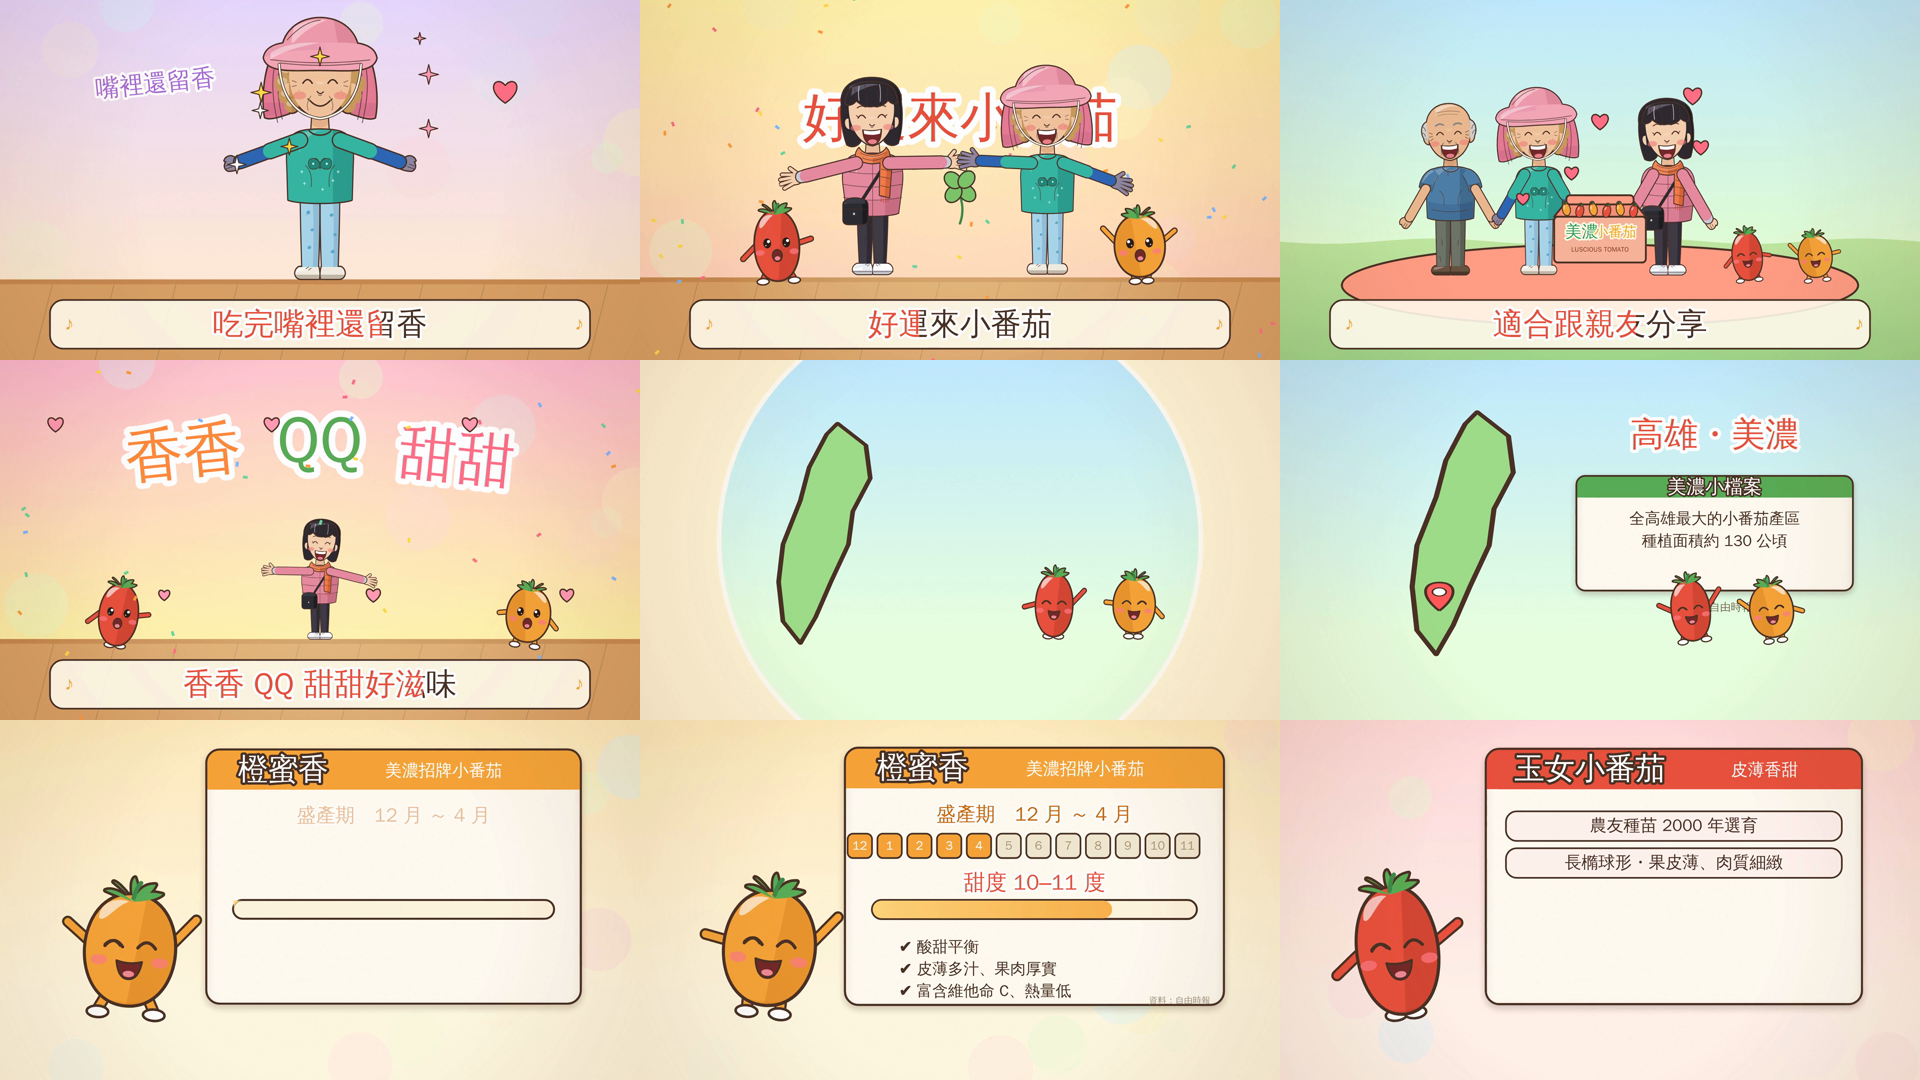 嘴裡還留香
吃完嘴裡還留香
好 來小 茄
好運來小番茄
美濃小番茄
LUSCIOUS TOMATO
適合跟親友分享
香香 QQ 甜甜
香香 QQ 甜甜好滋味
高雄・美濃
美濃小檔案
全高雄最大的小番茄產區
種植面積約 130 公頃
自由時
橙蜜香 美濃招牌小番茄
盛產期 12 月 ~ 4 月
橙蜜香 美濃招牌小番茄
盛產期 12 月 ~ 4 月
12 1 2 3 4 5 6 7 8 9 10 11
甜度 10–11 度
✔ 酸甜平衡
✔ 皮薄多汁、果肉厚實
✔ 富含維他命 C、熱量低
資料：自由時報
玉女小番茄 皮薄香甜
農友種苗 2000 年選育
長橢球形・果皮薄、肉質細緻